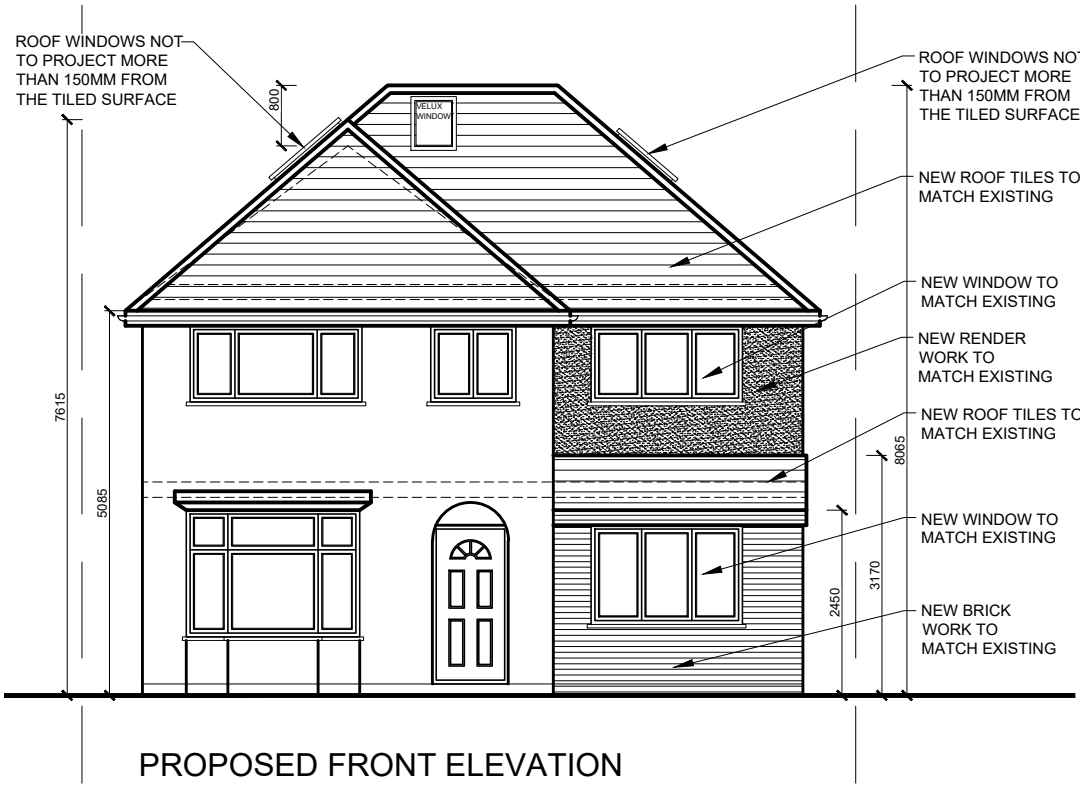 ROOF WINDOWS NOT
TO PROJECT MORE
THAN 150MM FROM
THE TILED SURFACE
800
VELUX
WINDOW
ROOF WINDOWS NOT
TO PROJECT MORE
THAN 150MM FROM
THE TILED SURFACE
NEW ROOF TILES TO
MATCH EXISTING
NEW WINDOW TO
MATCH EXISTING
NEW RENDER
WORK TO
MATCH EXISTING
NEW ROOF TILES TO
MATCH EXISTING
NEW WINDOW TO
MATCH EXISTING
NEW BRICK
WORK TO
MATCH EXISTING
7615
5085
8065
3170
2450
PROPOSED FRONT ELEVATION